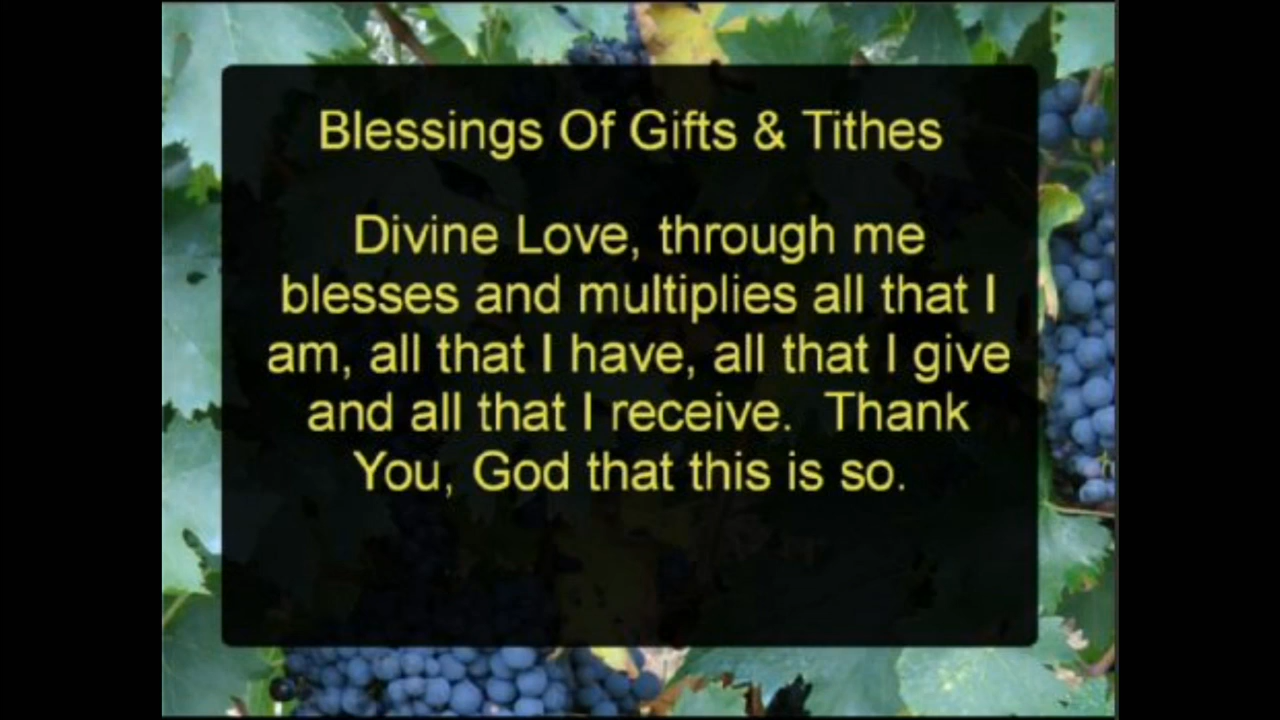 Blessings Of Gifts & Tithes
Divine Love, through me
blesses and multiplies all that I
am, all that I have, all that I give
and all that I receive.  Thank
You, God that this is so.